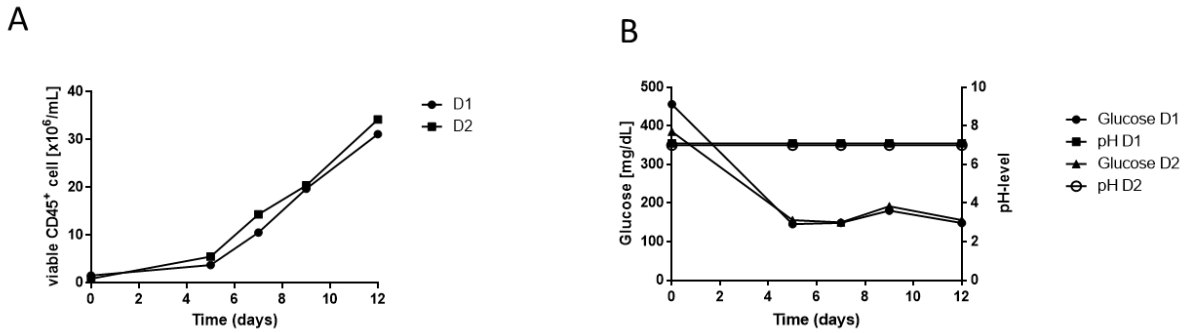 A
viable CD45⁺ cell [x10⁶/mL]
40
30
20
10
0
0 2 4 6 8 10 12
Time (days)
D1
D2
B
Glucose [mg/dL]
500
400
300
200
100
0
0 2 4 6 8 10 12
Time (days)
10
8
6
4
2
0
pH-level
Glucose D1
pH D1
Glucose D2
pH D2